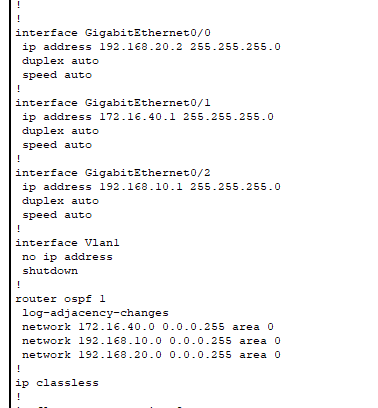 !
!
interface GigabitEthernet0/0
 ip address 192.168.20.2 255.255.255.0
 duplex auto
 speed auto
!
interface GigabitEthernet0/1
 ip address 172.16.40.1 255.255.255.0
 duplex auto
 speed auto
!
interface GigabitEthernet0/2
 ip address 192.168.10.1 255.255.255.0
 duplex auto
 speed auto
!
interface Vlan1
 no ip address
 shutdown
!
router ospf 1
 log-adjacency-changes
 network 172.16.40.0 0.0.0.255 area 0
 network 192.168.10.0 0.0.0.255 area 0
 network 192.168.20.0 0.0.0.255 area 0
!
ip classless
!